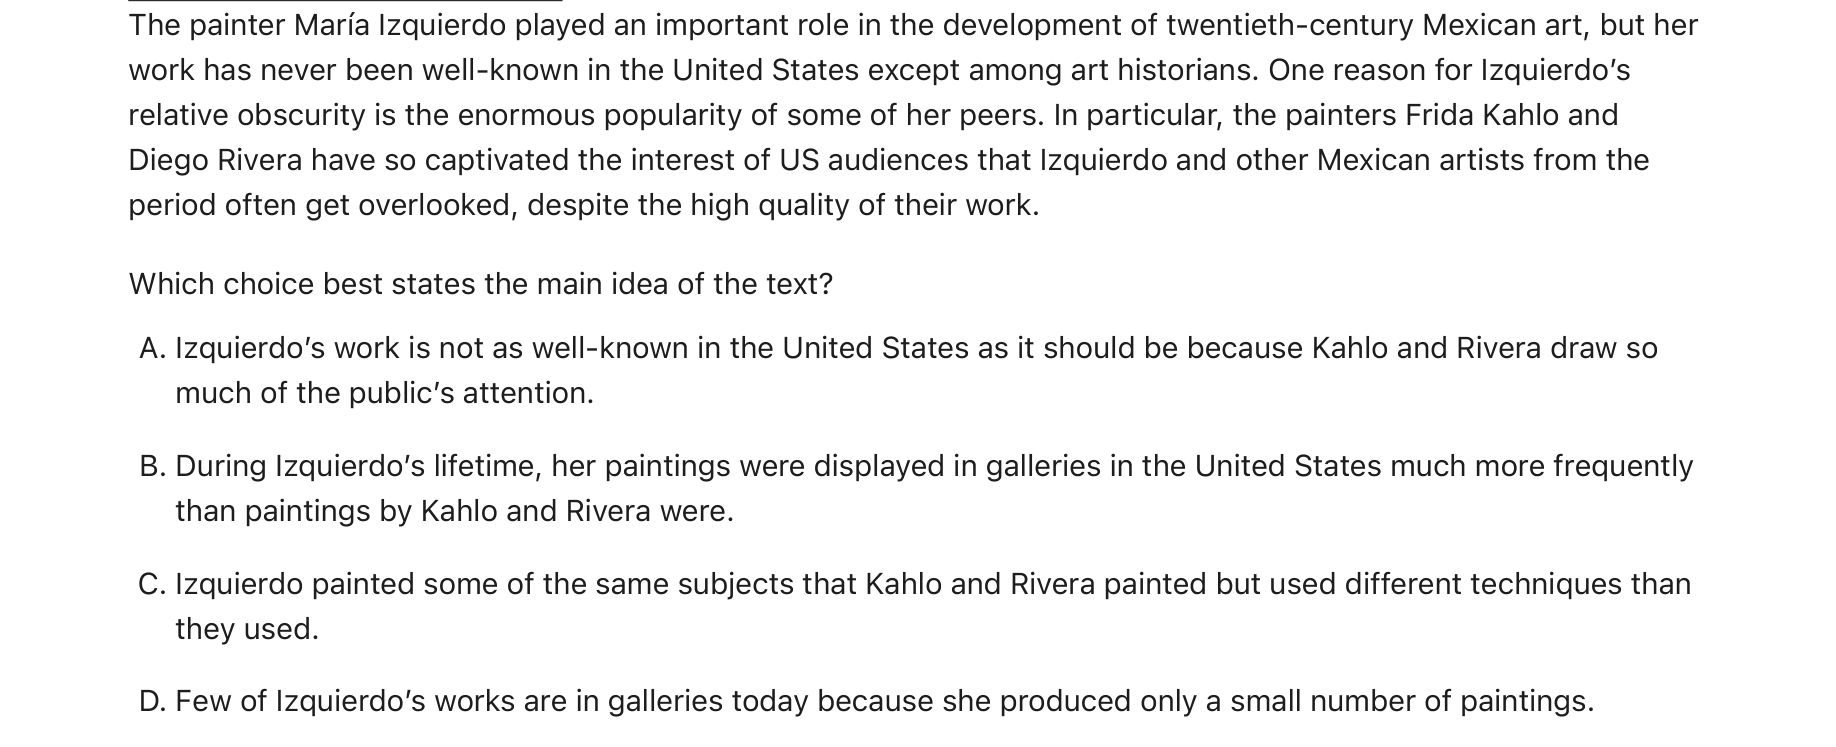 The painter María Izquierdo played an important role in the development of twentieth-century Mexican art, but her
work has never been well-known in the United States except among art historians. One reason for Izquierdo’s
relative obscurity is the enormous popularity of some of her peers. In particular, the painters Frida Kahlo and
Diego Rivera have so captivated the interest of US audiences that Izquierdo and other Mexican artists from the
period often get overlooked, despite the high quality of their work.
Which choice best states the main idea of the text?
A. Izquierdo’s work is not as well-known in the United States as it should be because Kahlo and Rivera draw so
much of the public’s attention.
B. During Izquierdo’s lifetime, her paintings were displayed in galleries in the United States much more frequently
than paintings by Kahlo and Rivera were.
C. Izquierdo painted some of the same subjects that Kahlo and Rivera painted but used different techniques than
they used.
D. Few of Izquierdo’s works are in galleries today because she produced only a small number of paintings.